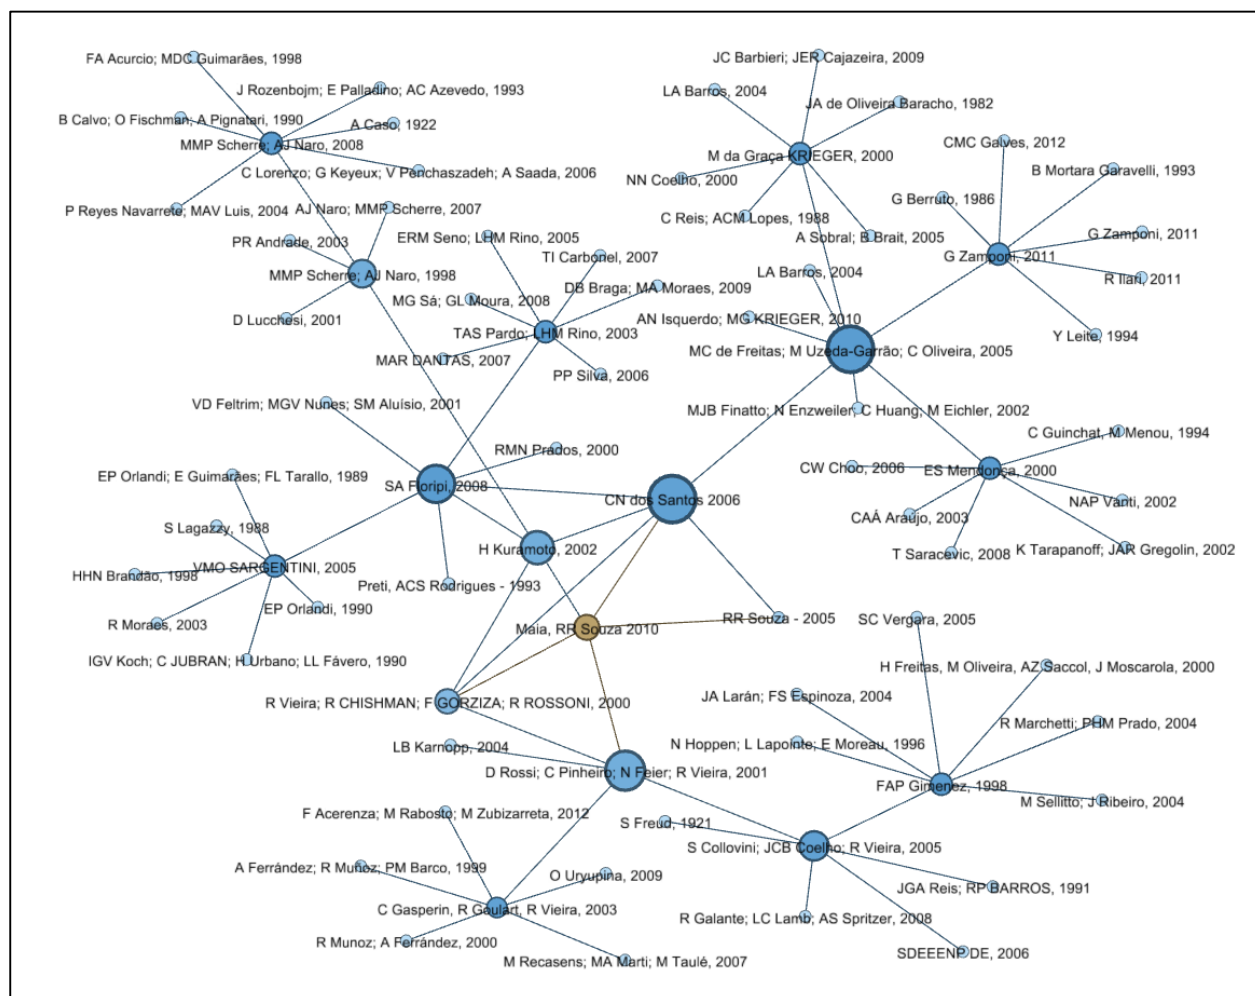 JC Barbieri; JER Cajazeira, 2009
FA Acurcio; MDC Guimarães, 1998
J Rozenbojm; E Palladino; AC Azevedo, 1993
LA Barros, 2004
JA de Oliveira Baracho, 1982
B Calvo; O Fischman; A Pignatari, 1990
A Caso, 1922
MMP Scherre; AJ Naro, 2008
CMC Galves, 2012
M da Graça KRIEGER, 2000
C Lorenzo; G Keyeux; V Penchaszadeh; A Saada, 2006
B Mortara Garavelli, 1993
NN Coelho, 2000
G Berruto, 1986
P Reyes Navarrete; MAV Luis, 2004
AJ Naro; MMP Scherre, 2007
C Reis; ACM Lopes, 1988
G Zamponi, 2011
PR Andrade, 2003
ERM Seno; LHM Rino, 2005
A Sobral; B Brait, 2005
TI Carbonel, 2007
G Zamponi, 2011
MMP Scherre; AJ Naro, 1998
LA Barros, 2004
R Ilari, 2011
DB Braga; MA Moraes, 2009
MG Sá; GL Moura, 2008
D Lucchesi; 2001
AN Isquerdo; MG KRIEGER, 2010
TAS Pardo; LHM Rino, 2003
Y Leite, 1994
MC de Freitas; M Uzeda-Garrão; C Oliveira, 2005
MAR DANTAS, 2007
PP Silva, 2006
VD Feltrim; MGV Nunes; SM Aluísio, 2001
MJB Finatto; N Enzweiler; C Huang; M Eichler, 2002
C Guinchat, M Menou, 1994
RMN Prados, 2000
EP Orlandi; E Guimarães; FL Tarallo, 1989
CW Choo, 2006
ES Mendonça, 2000
SA Floripi, 2008
CN dos Santos 2006
NAP Vanti, 2002
CAÁ Araújo, 2003
S Lagazzy, 1988
H Kuramoto, 2002
T Saracevic, 2008
K Tarapanoff; JAR Gregolin, 2002
VMO SARGENTINI, 2005
HHN Brandão, 1998
Preti, ACS Rodrigues - 1993
EP Orlandi, 1990
R Moraes, 2003
Maia, RR Souza 2010
RR Souza - 2005
SC Vergara, 2005
IGV Koch; C JUBRAN; H Urbano; LL Fávero, 1990
H Freitas, M Oliveira, AZ Saccol, J Moscarola, 2000
R Vieira; R CHISHMAN; F GORZIZA; R ROSSONI, 2000
JA Larán; FS Espinoza, 2004
R Marchetti; PHM Prado, 2004
LB Karnopp, 2004
N Hoppen; L Lapointe; E Moreau, 1996
D Rossi; C Pinheiro; N Feier; R Vieira, 2001
FAP Gimenez, 1998
M Sellitto; J Ribeiro, 2004
F Acerenza; M Rabosto; M Zubizarreta, 2012
S Freud, 1921
S Collovini; JCB Coelho; R Vieira, 2005
A Ferrández; R Muñoz; PM Barco, 1999
O Uryupina, 2009
JGA Reis; RP BARROS, 1991
C Gasperin, R Goulart, R Vieira, 2003
R Galante; LC Lamb; AS Spritzer, 2008
R Munoz; A Ferrández, 2000
SDEEENP DE, 2006
M Recasens; MA Marti; M Taulé, 2007